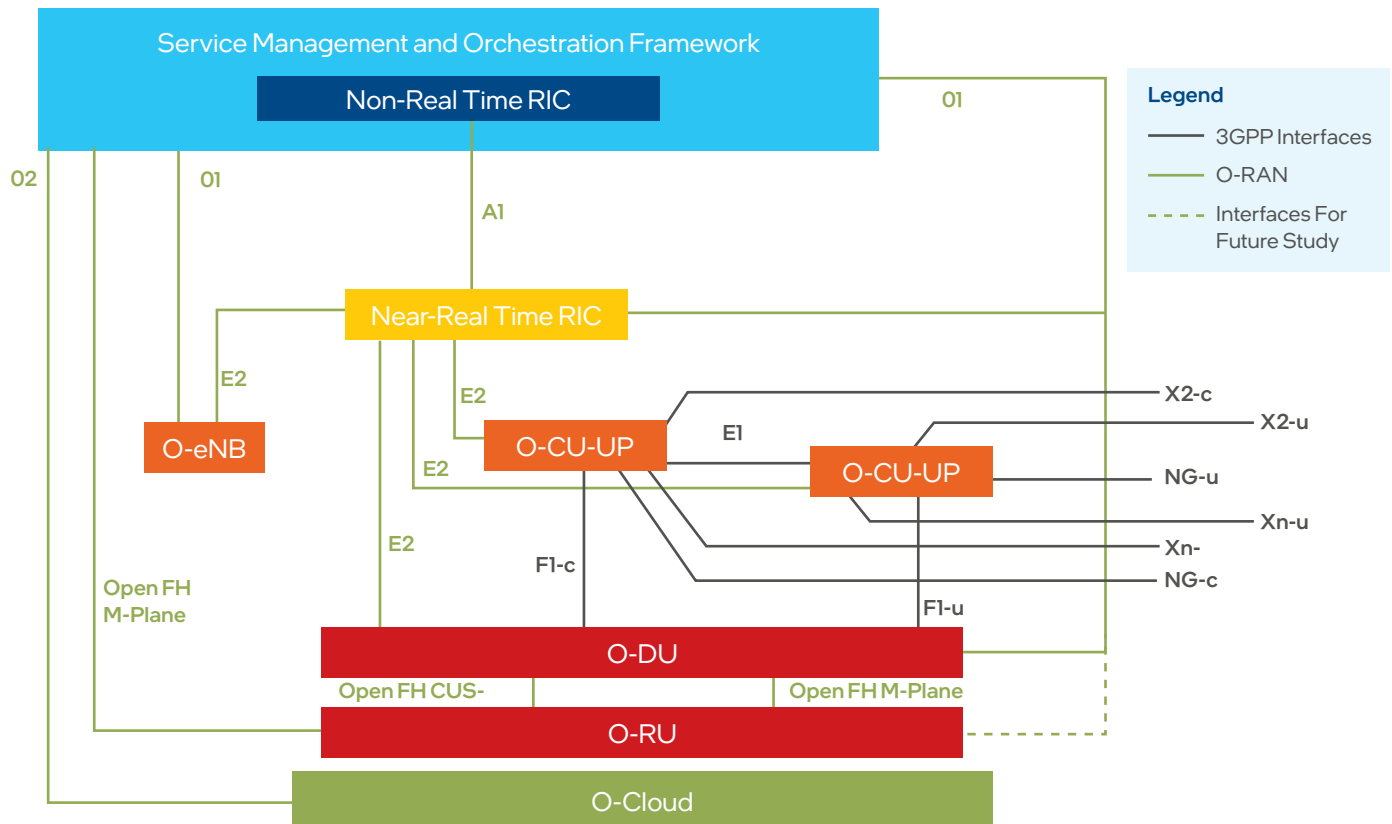 Service Management and Orchestration Framework
Non-Real Time RIC
01
Legend
3GPP Interfaces
O-RAN
Interfaces For
Future Study
02
01
A1
Near-Real Time RIC
E2
E2
X2-c
O-CU-UP
E1
X2-u
O-eNB
E2
O-CU-UP
NG-u
Xn-u
E2
Xn-
F1-c
NG-c
Open FH
M-Plane
F1-u
O-DU
Open FH CUS-
Open FH M-Plane
O-RU
O-Cloud